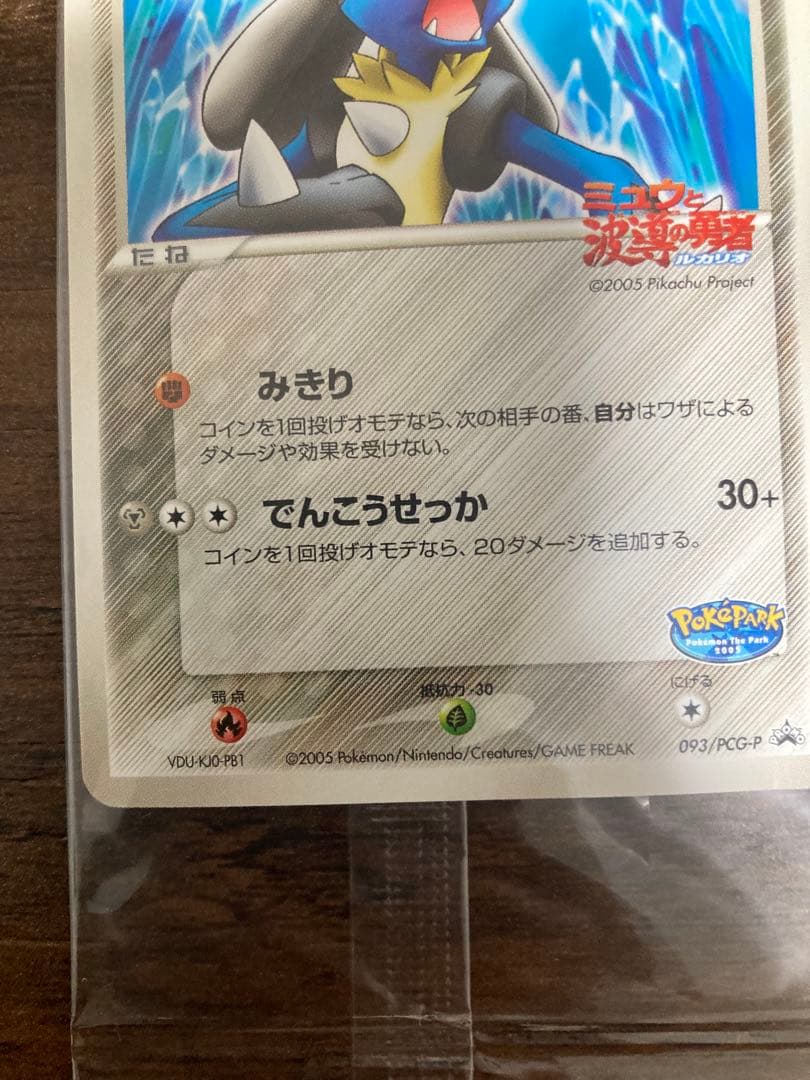 ミュウと
波導の勇者
ルカリオ
たね
©2005 Pikachu Project
みきり
コインを1回投げオモテなら、次の相手の番、自分はワザによる
ダメージや効果を受けない。
でんこうせっか 30+
コインを1回投げオモテなら、20ダメージを追加する。
POKéPARK
Pokémon The Park
2005
弱点 抵抗力 -30 にげる
VDU-KJ0-PB1 ©2005 Pokémon/Nintendo/Creatures/GAME FREAK 093/PCG-P